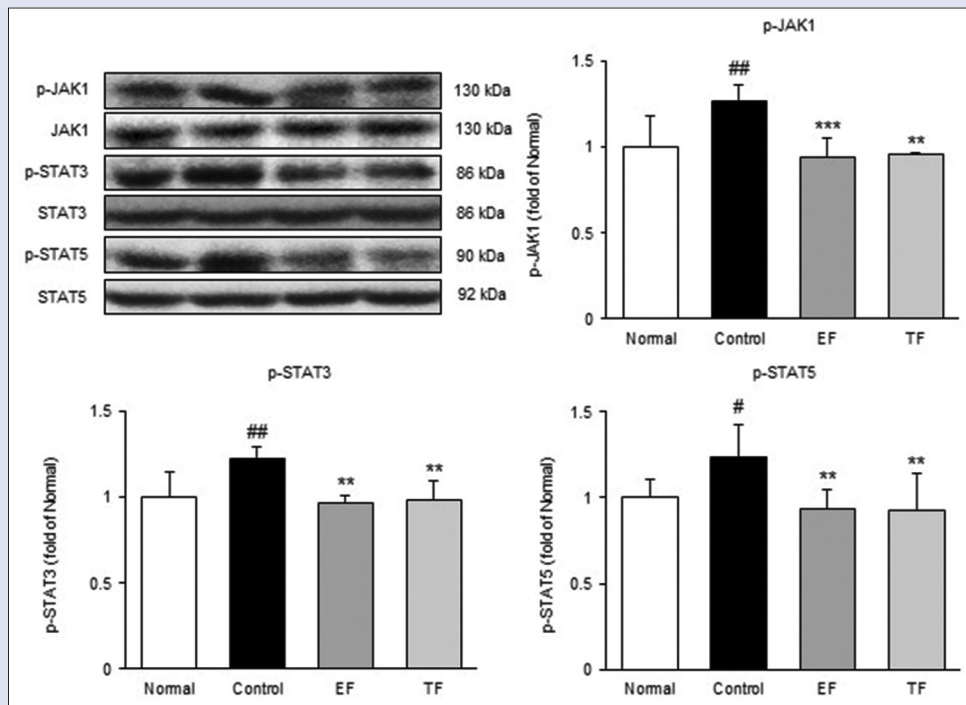 p-JAK1 130 kDa
JAK1 130 kDa
p-STAT3 86 kDa
STAT3 86 kDa
p-STAT5 90 kDa
STAT5 92 kDa
p-JAK1
p-JAK1 (fold of Normal)
1.5
1
0.5
0
##
***
**
Normal Control EF TF
p-STAT3
p-STAT3 (fold of Normal)
1.5
1
0.5
0
##
**
**
Normal Control EF TF
p-STAT5
p-STAT5 (fold of Normal)
1.5
1
0.5
0
#
**
**
Normal Control EF TF